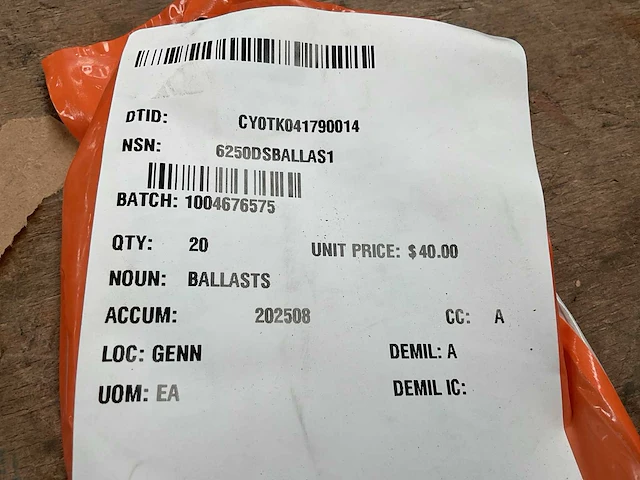 DTID: CY0TK041790014
NSN: 6250DSBALLAS1
BATCH: 1004676575
QTY: 20 UNIT PRICE: $40.00
NOUN: BALLASTS
ACCUM: 202508 CC: A
LOC: GENN DEMIL: A
UOM: EA DEMIL IC: